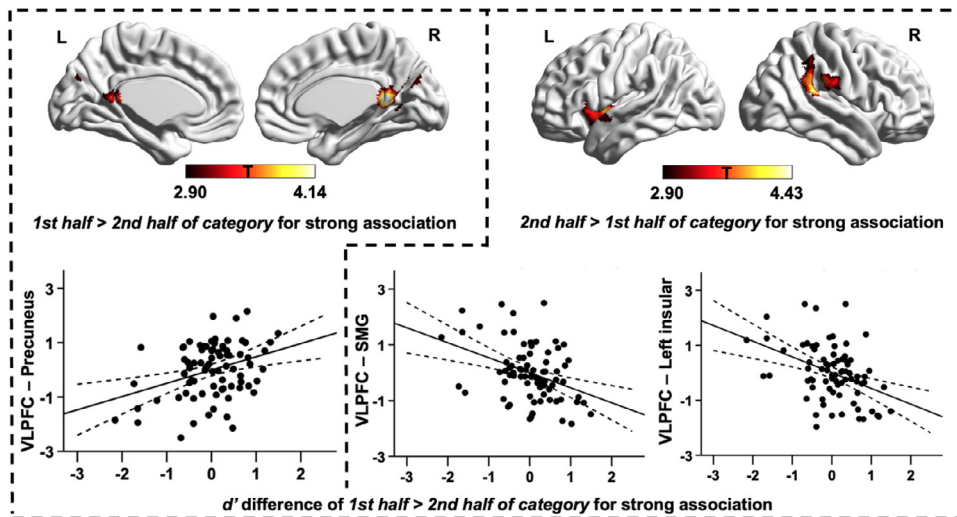 L
R
L
R
T
2.90
4.14
T
2.90
4.43
1st half > 2nd half of category for strong association
2nd half > 1st half of category for strong association
VLPFC – Precuneus
3
1
-1
-3
-3
-2
-1
0
1
2
VLPFC – SMG
3
1
-1
-3
-3
-2
-1
0
1
2
VLPFC – Left insular
3
1
-1
-3
-3
-2
-1
0
1
2
d' difference of 1st half > 2nd half of category for strong association